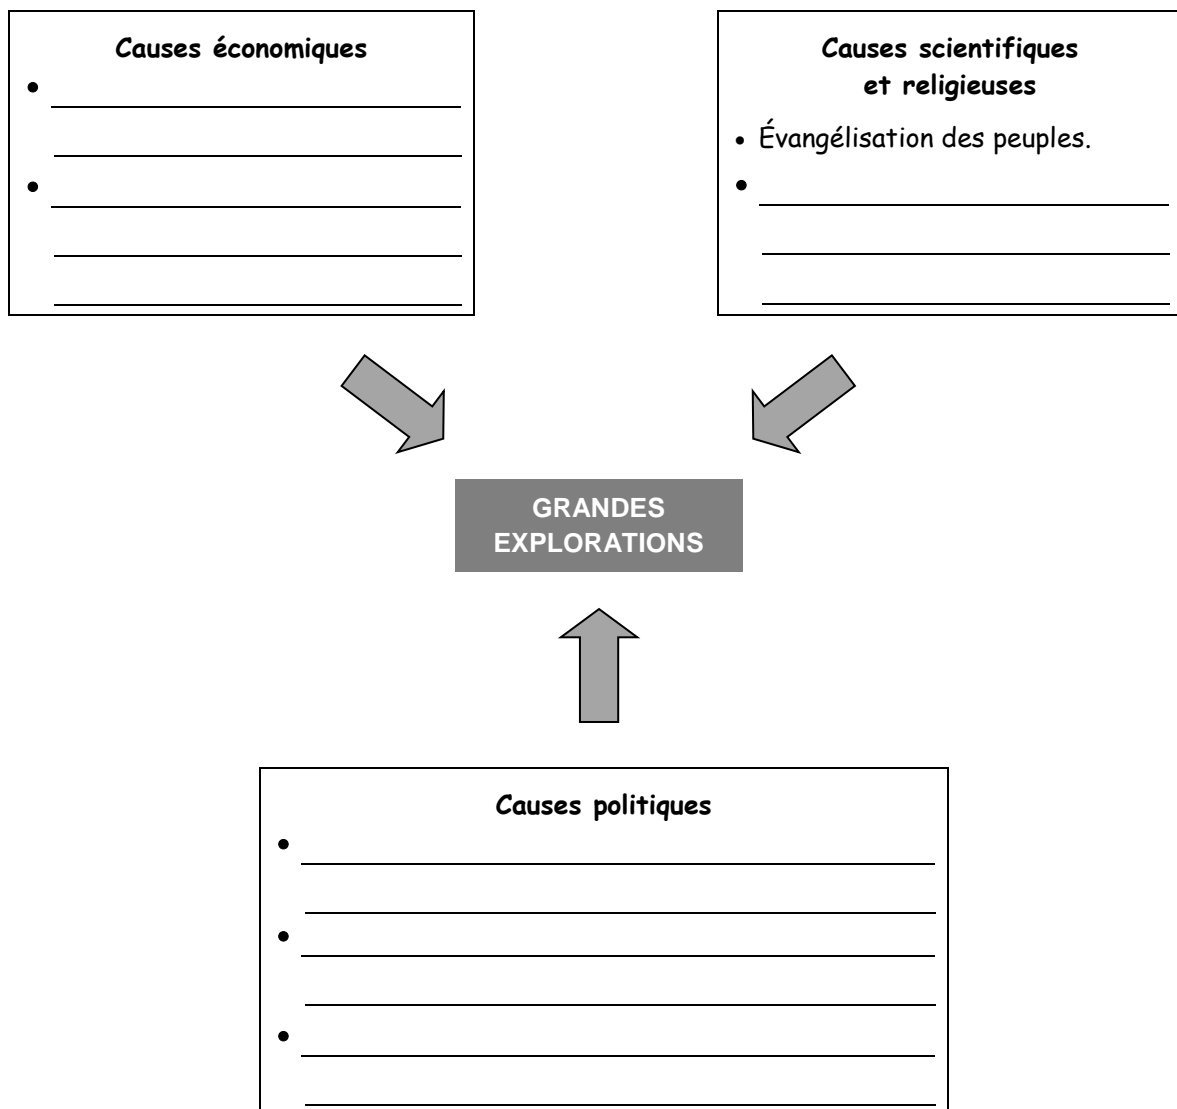 Causes économiques
•
•
Causes scientifiques
et religieuses
• Évangélisation des peuples.
•
GRANDES
EXPLORATIONS
Causes politiques
•
•
•